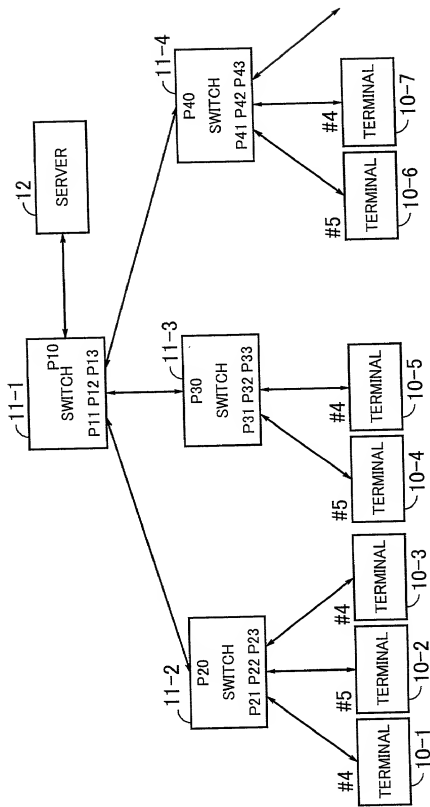 12
SERVER
11-1
P10
SWITCH
P11 P12 P13
11-2
P20
SWITCH
P21 P22 P23
11-3
P30
SWITCH
P31 P32 P33
11-4
P40
SWITCH
P41 P42 P43
#4
TERMINAL
10-1
#5
TERMINAL
10-2
#4
TERMINAL
10-3
#5
TERMINAL
10-4
#4
TERMINAL
10-5
#5
TERMINAL
10-6
#4
TERMINAL
10-7